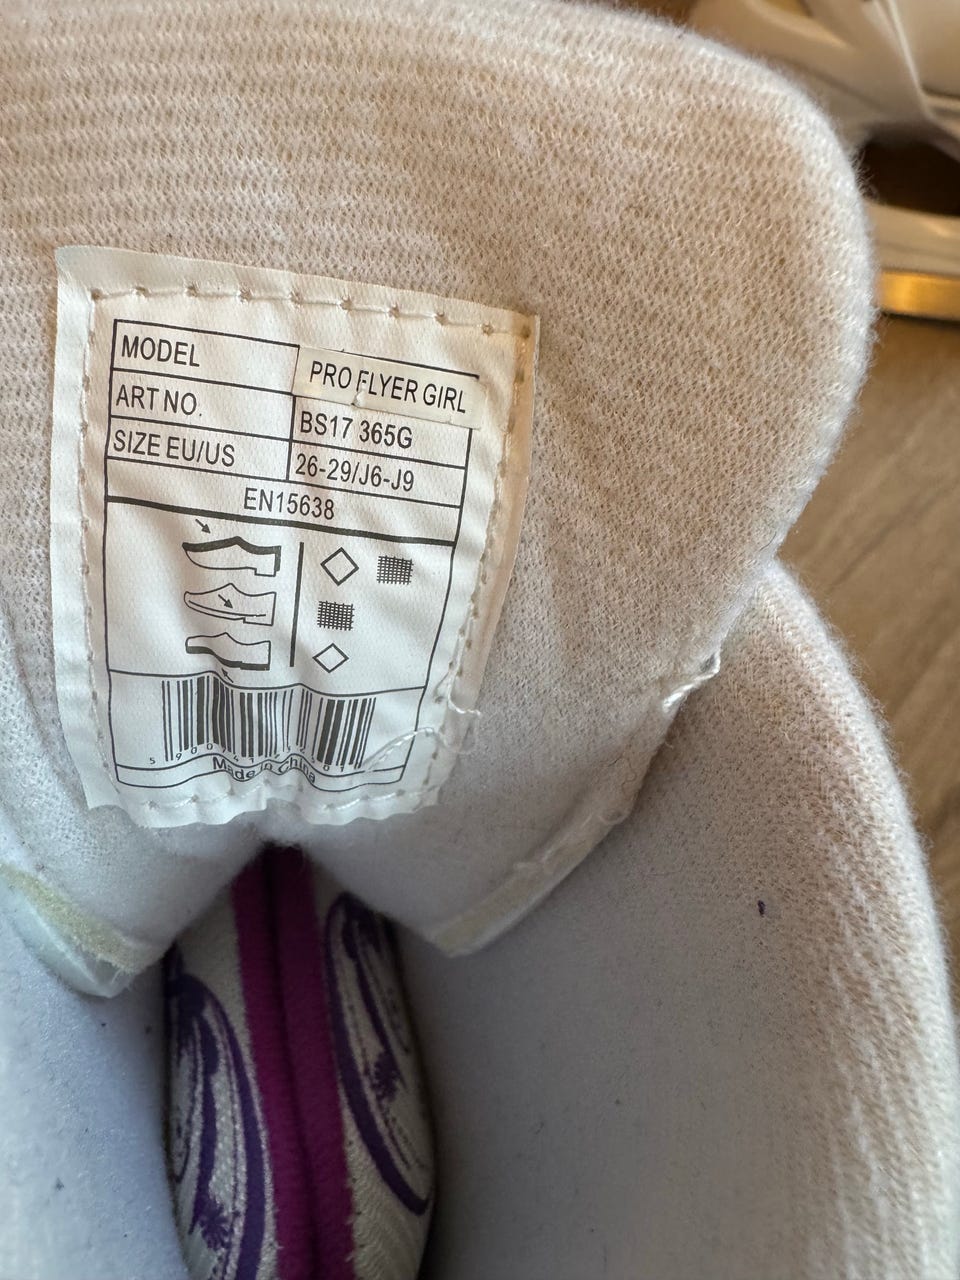 MODEL PRO FLYER GIRL
ART NO. BS17 365G
SIZE EU/US 26-29/J6-J9
EN15638
Made in China